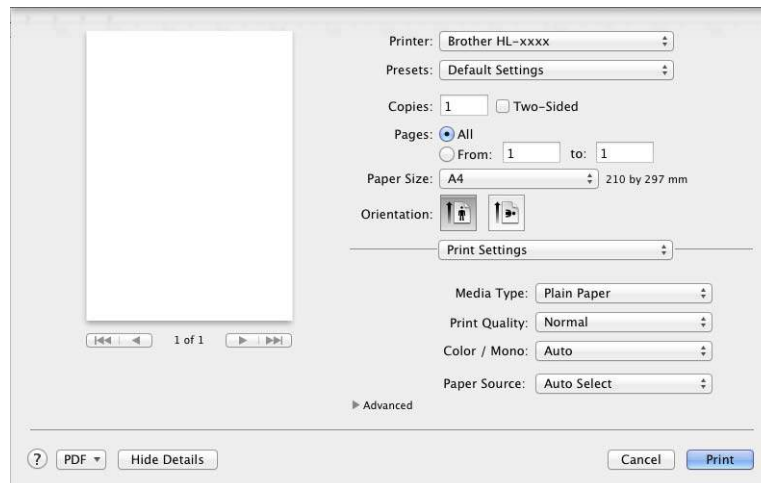 Printer: Brother HL-xxxx
Presets: Default Settings
Copies: 1 Two-Sided
Pages: All
From: 1 to: 1
Paper Size: A4 210 by 297 mm
Orientation:
Print Settings
Media Type: Plain Paper
Print Quality: Normal
1 of 1
Color / Mono: Auto
Paper Source: Auto Select
Advanced
? PDF Hide Details Cancel Print